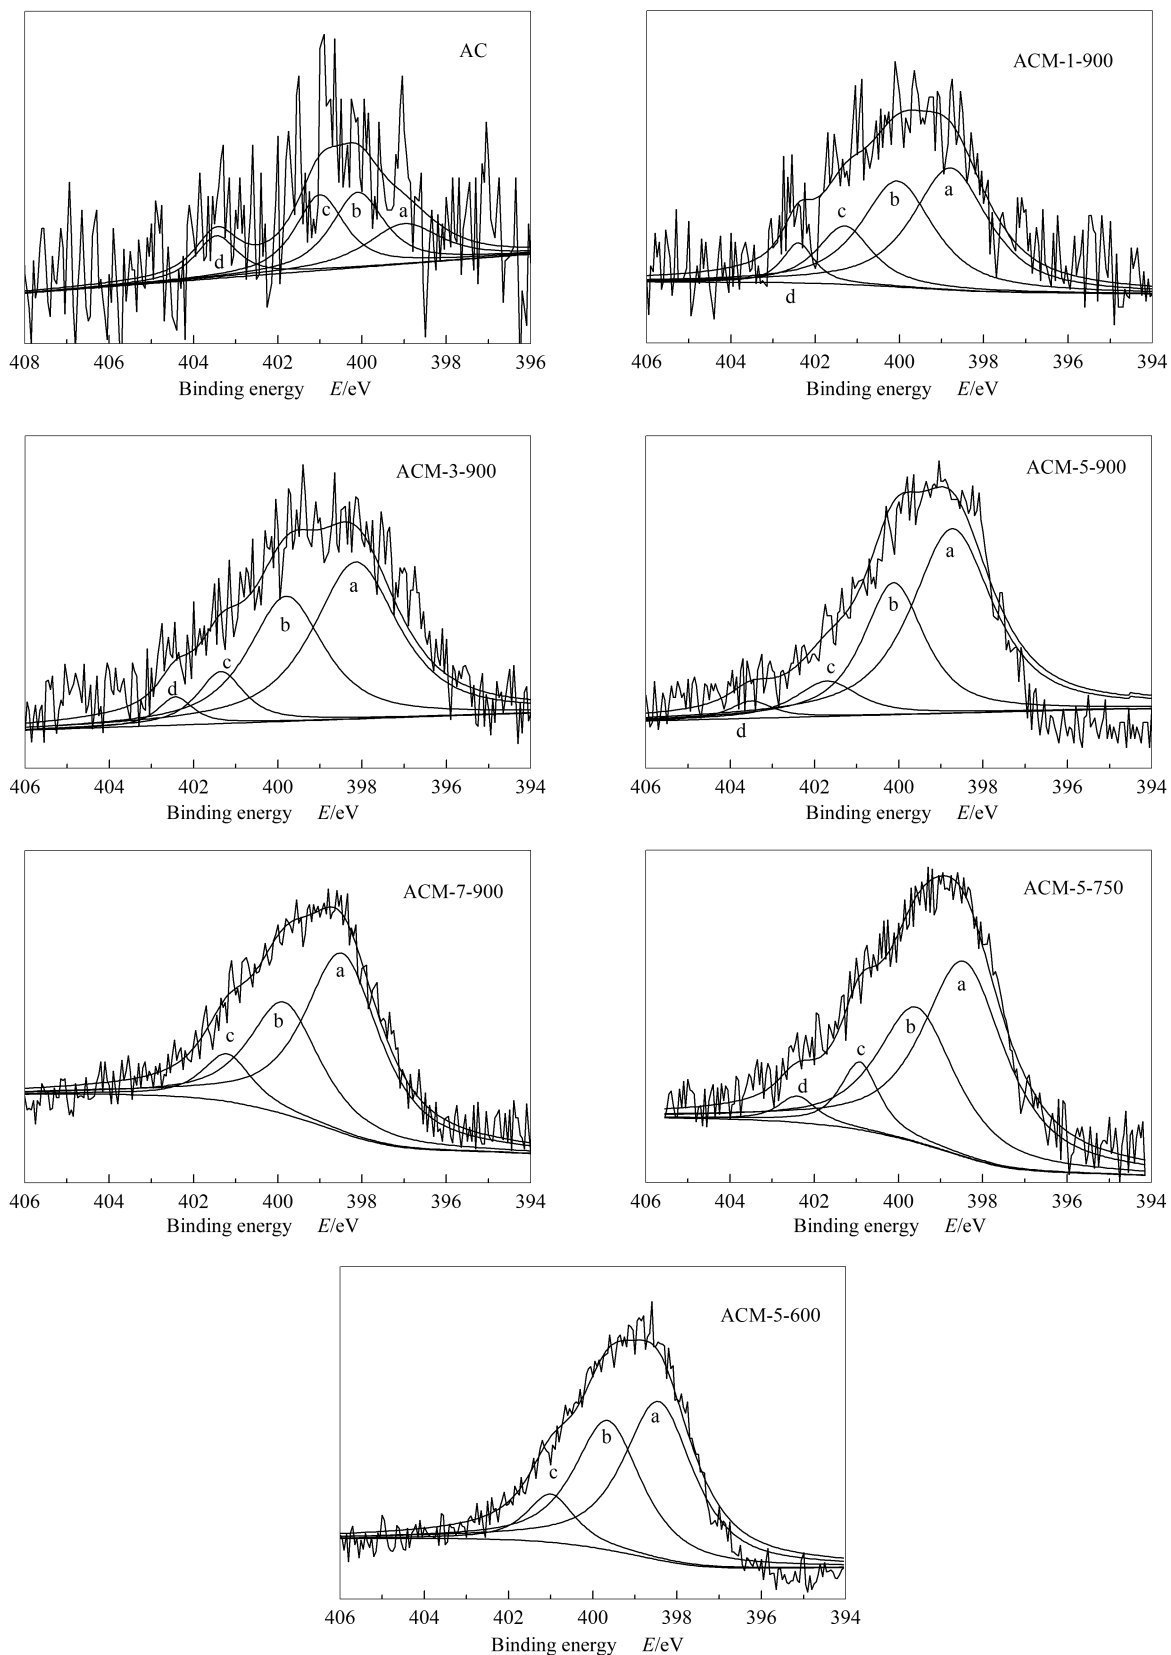 AC
c b a
d
408 406 404 402 400 398 396
Binding energy E/eV
ACM-1-900
a
b
c
d
406 404 402 400 398 396 394
Binding energy E/eV
ACM-3-900
a
b
c
d
406 404 402 400 398 396 394
Binding energy E/eV
ACM-5-900
a
b
c
d
406 404 402 400 398 396 394
Binding energy E/eV
ACM-7-900
a
b
c
406 404 402 400 398 396 394
Binding energy E/eV
ACM-5-750
a
b
c
d
406 404 402 400 398 396 394
Binding energy E/eV
ACM-5-600
a
b
c
406 404 402 400 398 396 394
Binding energy E/eV